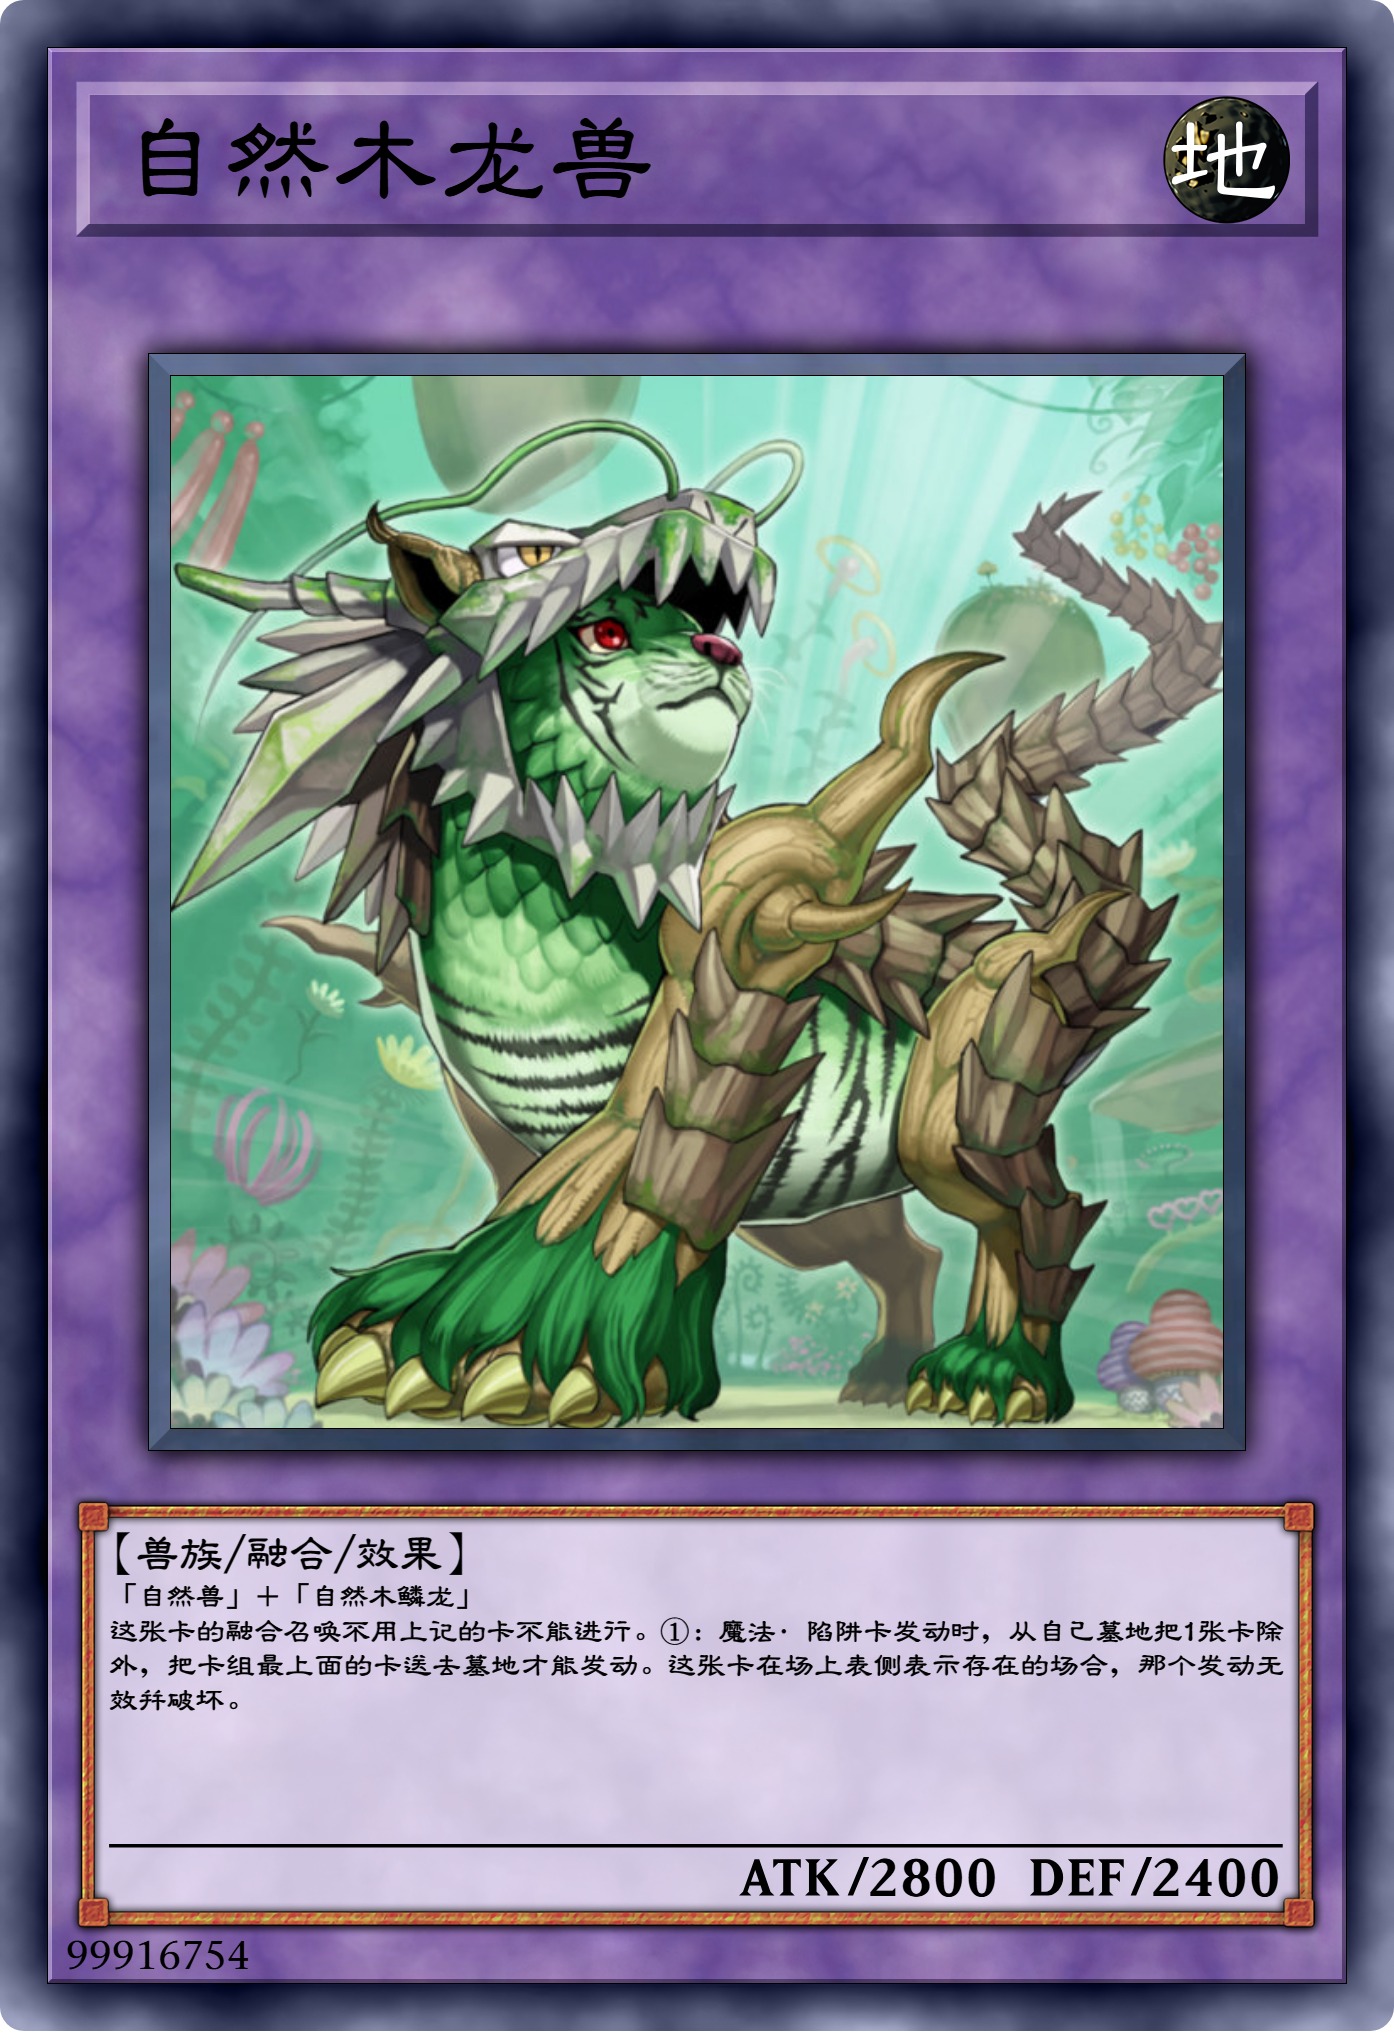 自然木龙兽
地
【兽族/融合/效果】
「自然兽」＋「自然木鳞龙」
这张卡的融合召唤不用上记的卡不能进行。①：魔法·陷阱卡发动时，从自己墓地把1张卡除
外，把卡组最上面的卡送去墓地才能发动。这张卡在场上表侧表示存在的场合，那个发动无
效并破坏。
ATK/2800 DEF/2400
99916754